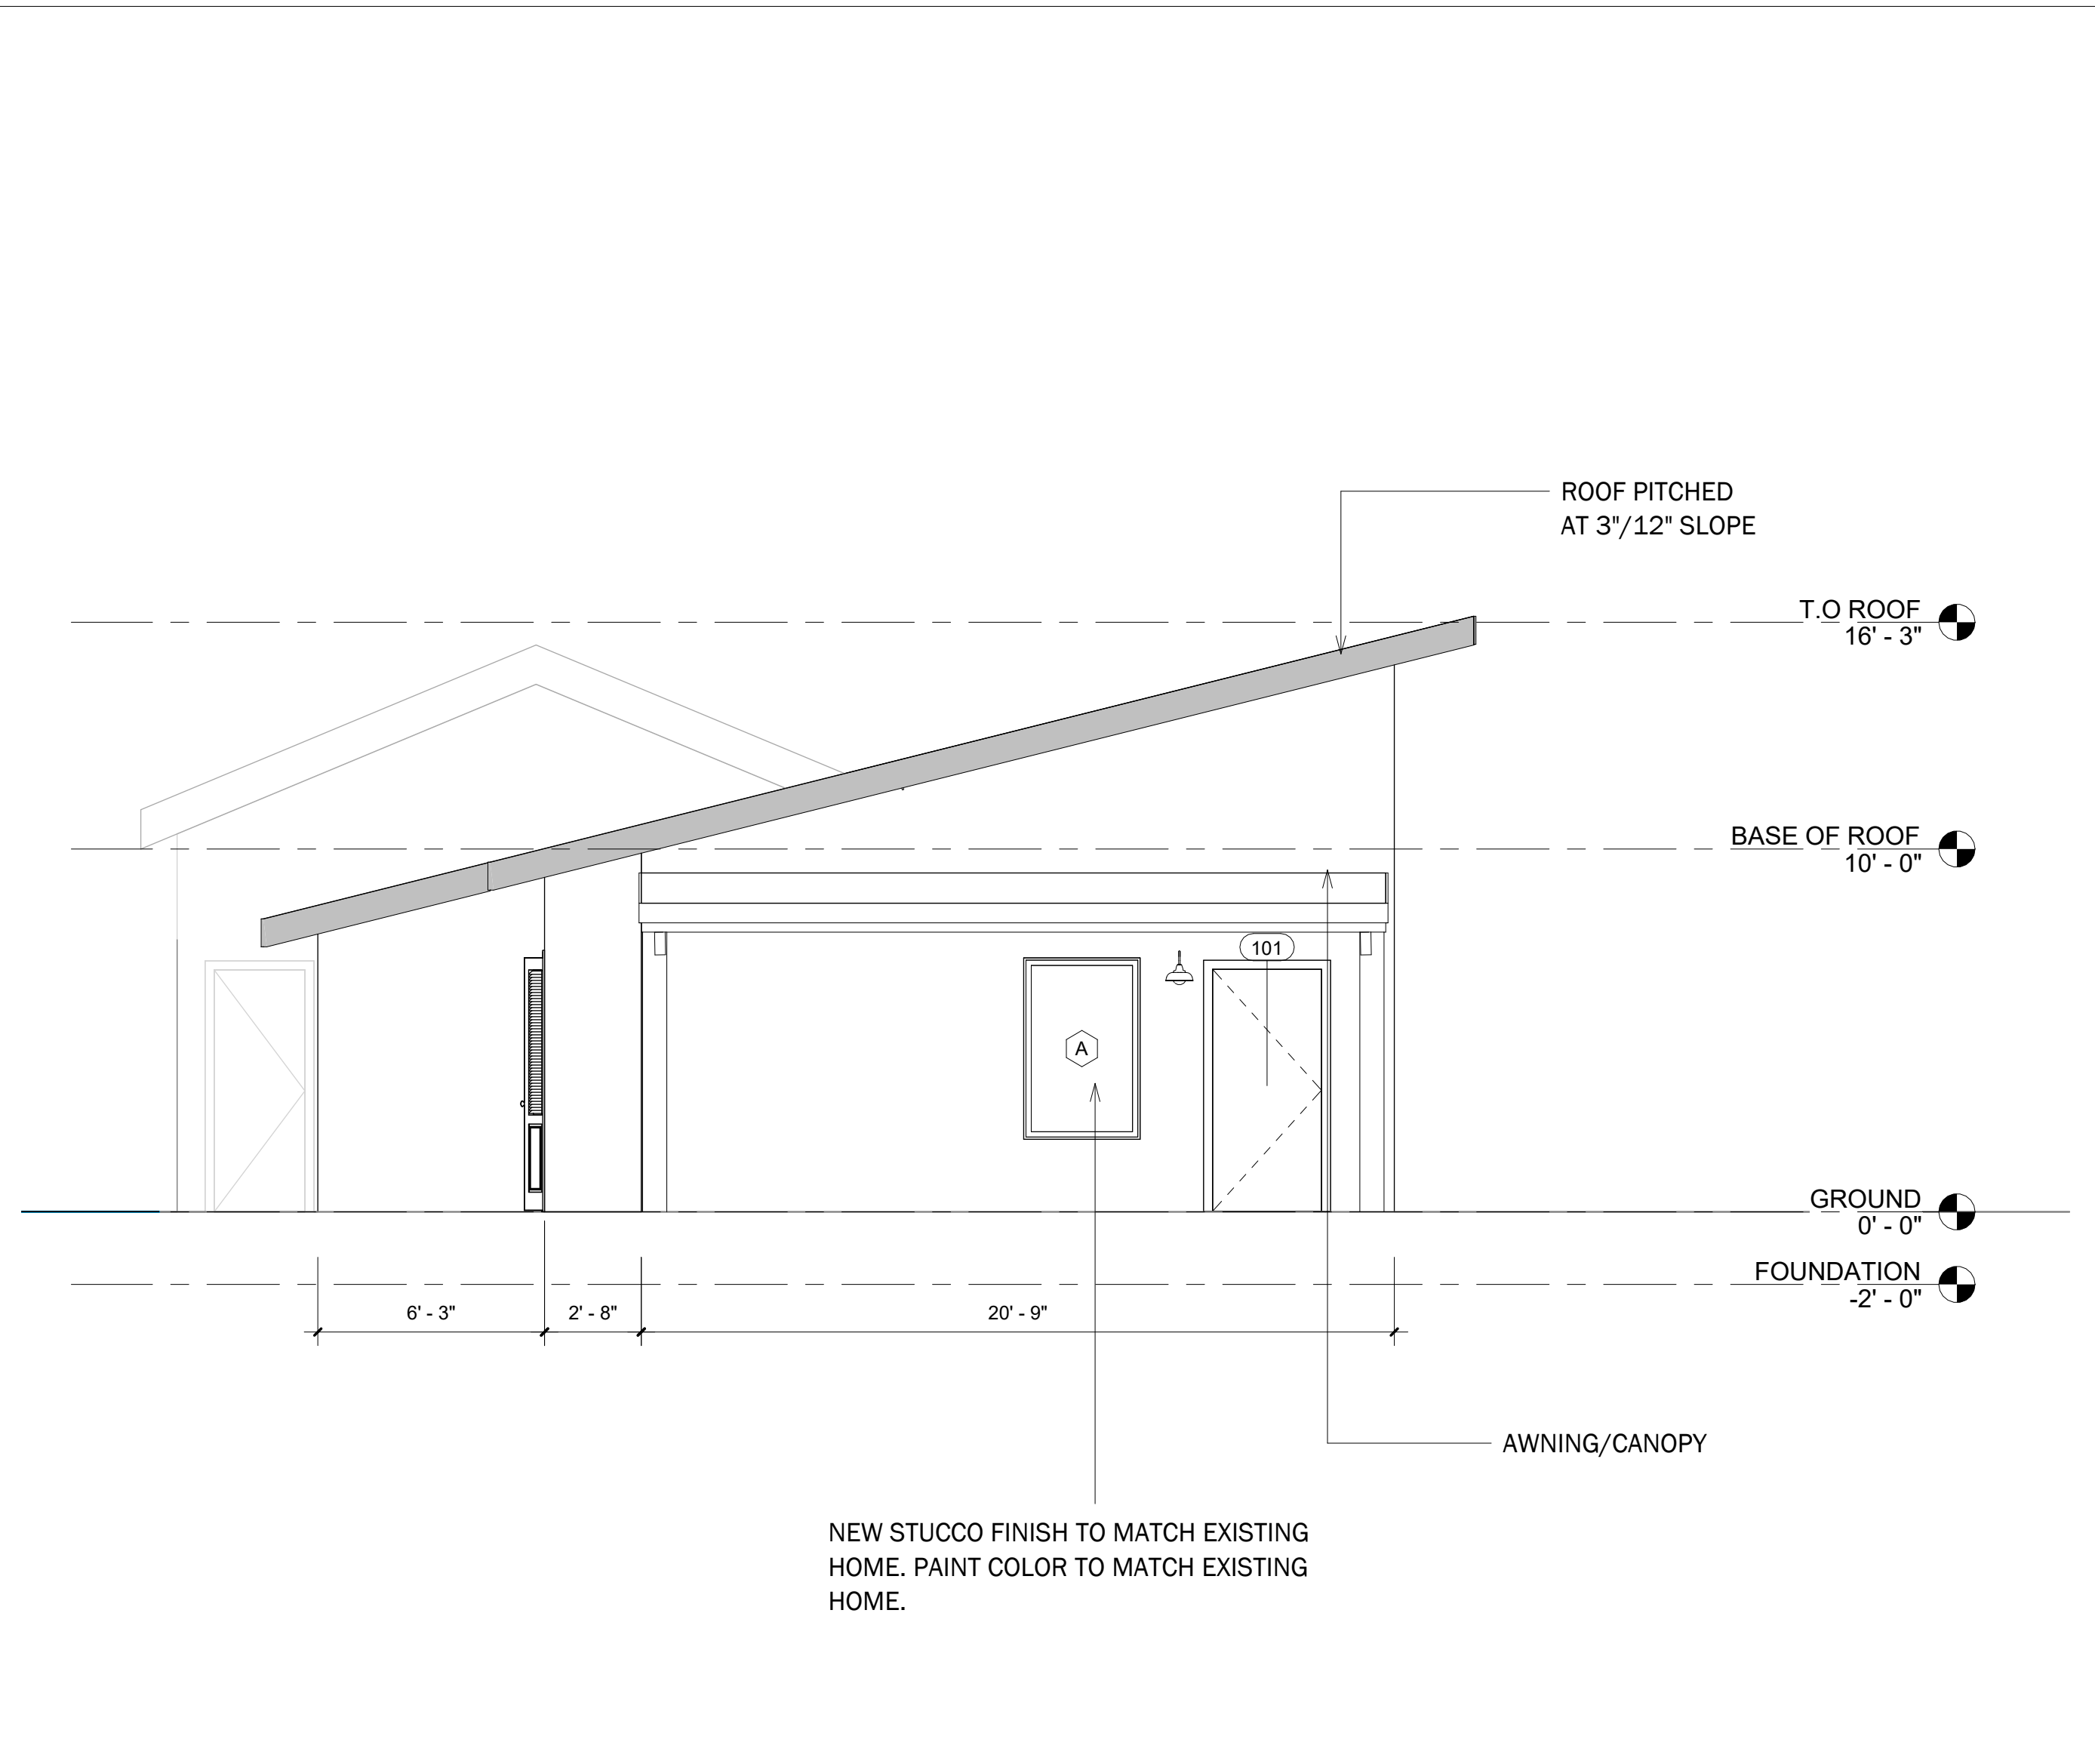 ROOF PITCHED
AT 3"/12" SLOPE
T.O ROOF
16' - 3"
BASE OF ROOF
10' - 0"
101
A
GROUND
0' - 0"
FOUNDATION
-2' - 0"
6' - 3"
2' - 8"
20' - 9"
AWNING/CANOPY
NEW STUCCO FINISH TO MATCH EXISTING
HOME. PAINT COLOR TO MATCH EXISTING
HOME.